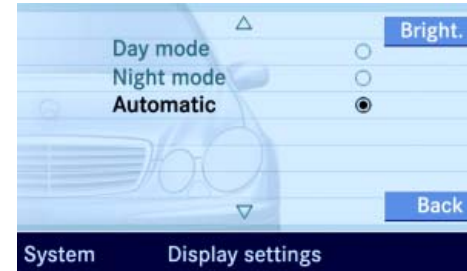 Bright.
Day mode
Night mode
Automatic
Back
System Display settings